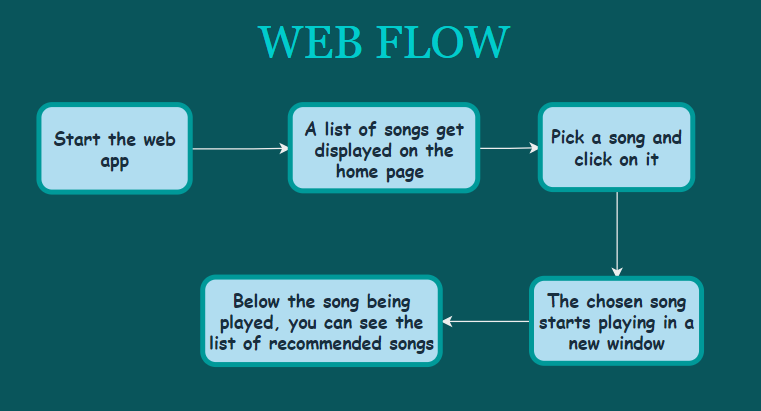 WEB FLOW
Start the web
app
A list of songs get
displayed on the
home page
Pick a song and
click on it
The chosen song
starts playing in a
new window
Below the song being
played, you can see the
list of recommended songs